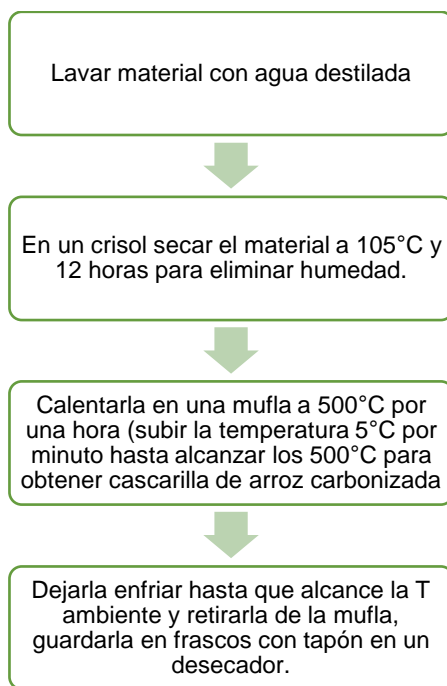 Lavar material con agua destilada
En un crisol secar el material a 105°C y
12 horas para eliminar humedad.
Calentarla en una mufla a 500°C por
una hora (subir la temperatura 5°C por
minuto hasta alcanzar los 500°C para
obtener cascarilla de arroz carbonizada
Dejarla enfriar hasta que alcance la T
ambiente y retirarla de la mufla,
guardarla en frascos con tapón en un
desecador.